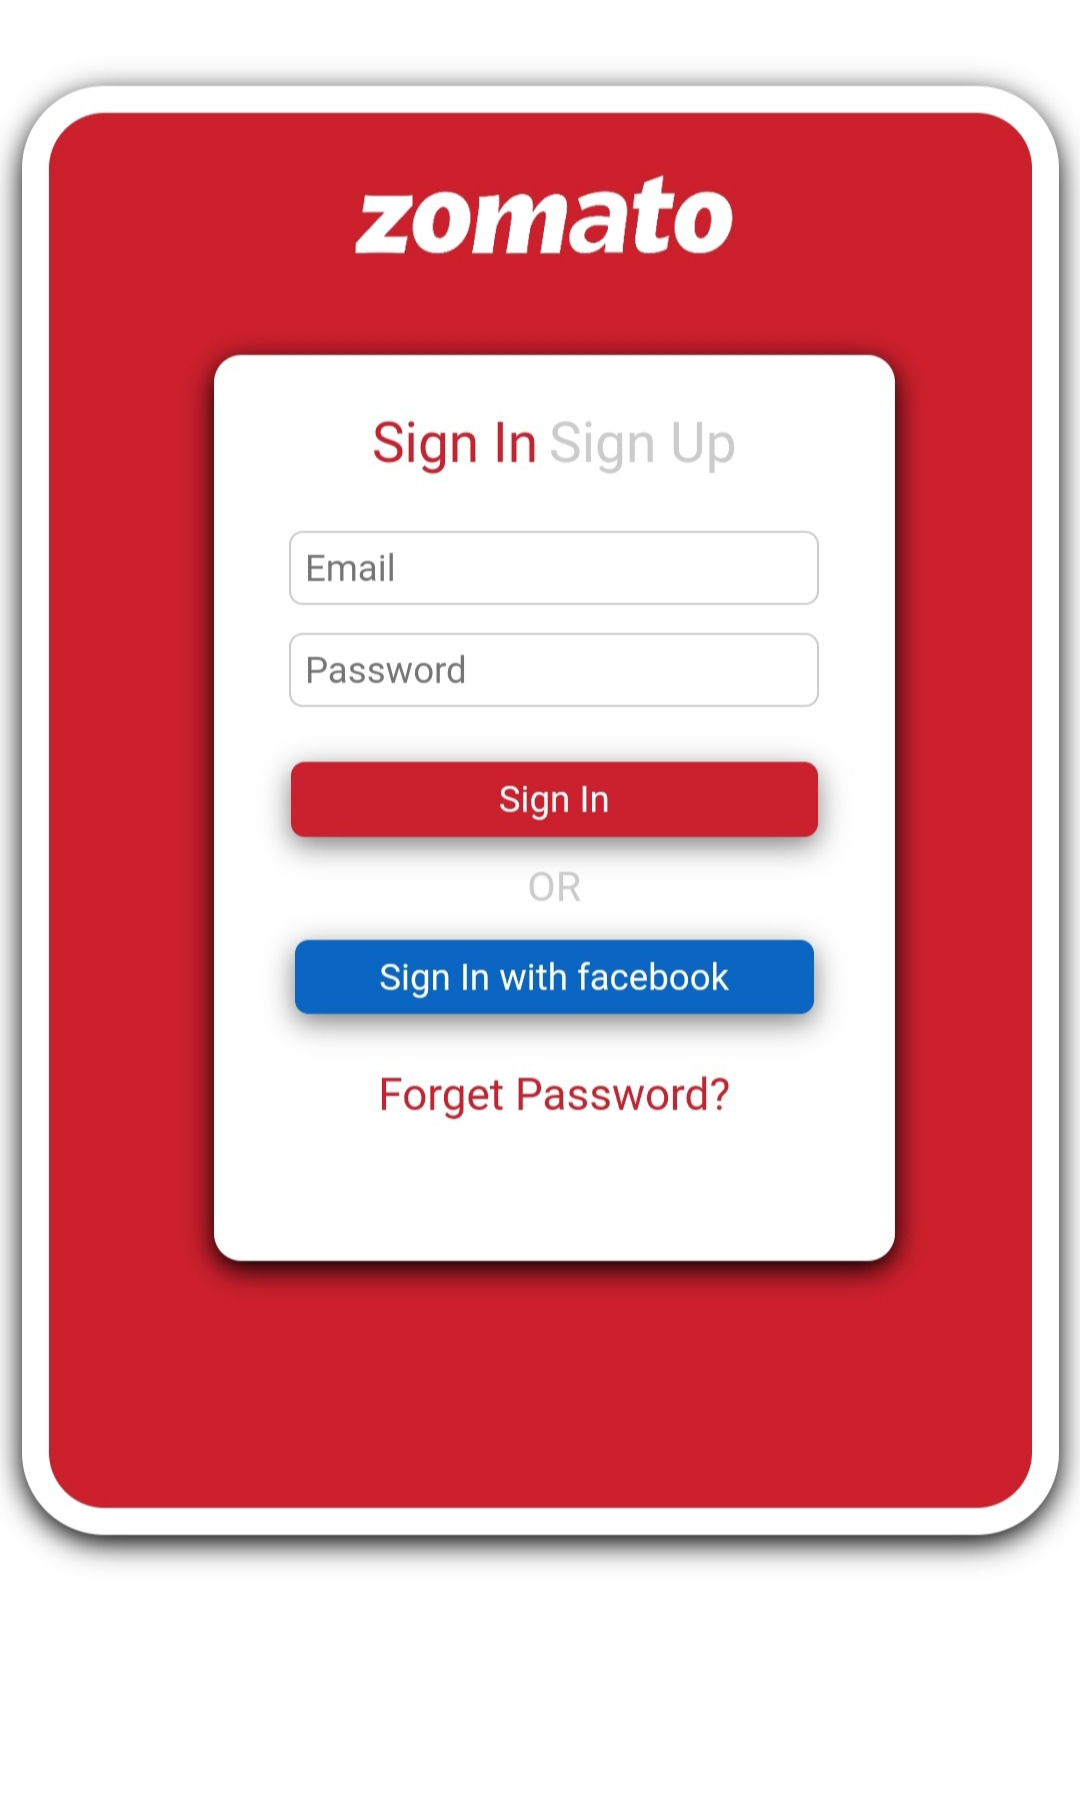 zomato
Sign In Sign Up
Email
Password
Sign In
OR
Sign In with facebook
Forget Password?